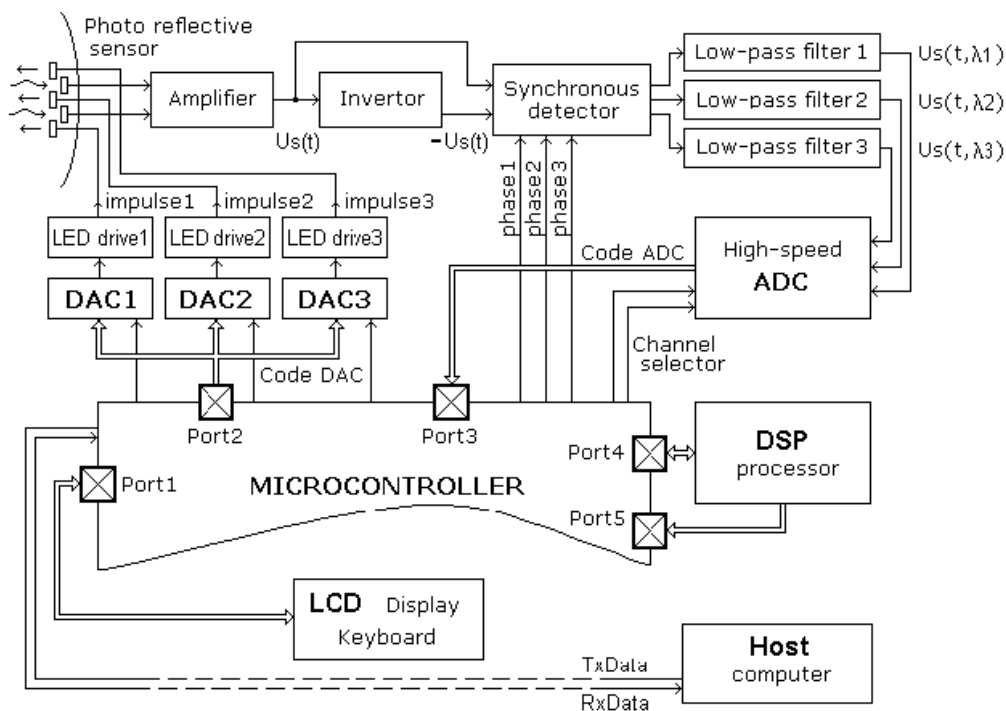 Photo reflective
sensor
Amplifier
Invertor
Synchronous
detector
Low-pass filter 1
Low-pass filter 2
Low-pass filter 3
Us(t,λ1)
Us(t,λ2)
Us(t,λ3)
Us(t)
−Us(t)
impulse1
impulse2
impulse3
phase1
phase2
phase3
LED drive1
LED drive2
LED drive3
DAC1
DAC2
DAC3
Code ADC
High-speed
ADC
Code DAC
Channel
selector
Port2
Port3
Port4
DSP
processor
Port1
MICROCONTROLLER
Port5
LCD Display
Keyboard
Host
computer
TxData
RxData